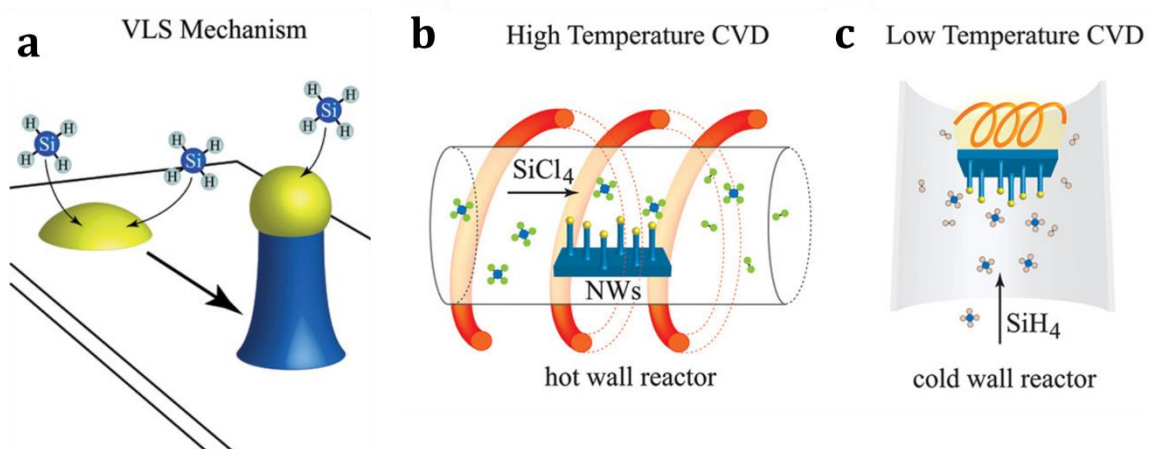 a
VLS Mechanism
H
H
Si
H
H
H
H
Si
H
H
H
H
Si
H
H
b
High Temperature CVD
SiCl₄
NWs
hot wall reactor
c
Low Temperature CVD
SiH₄
cold wall reactor